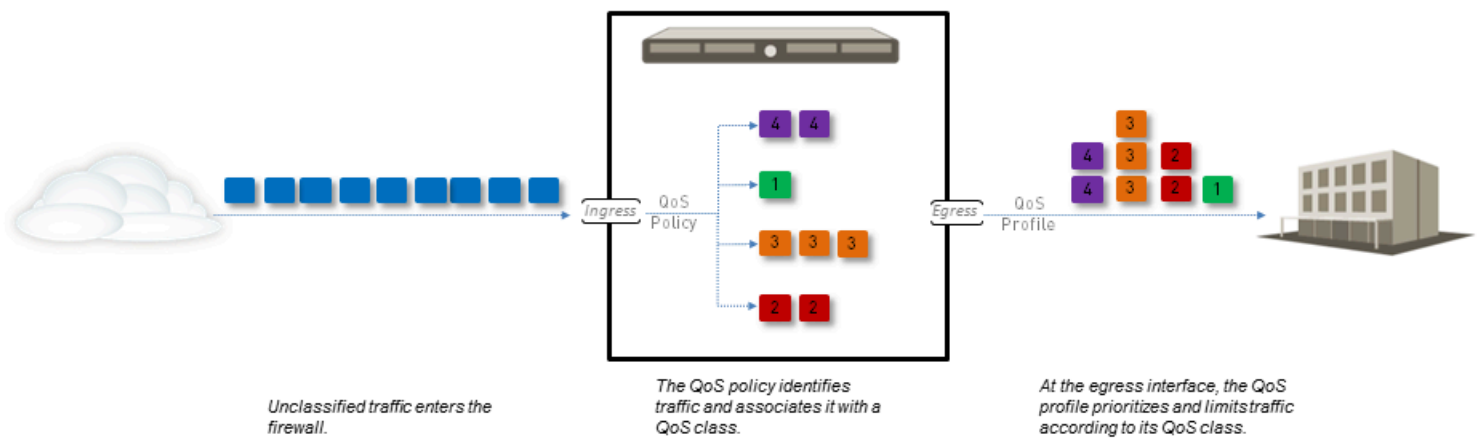 4 4
1
3 3 3
2 2
Ingress
QoS
Policy
Egress
QoS
Profile
3
4 3 2
4 3 2 1
Unclassified traffic enters the
firewall.
The QoS policy identifies
traffic and associates it with a
QoS class.
At the egress interface, the QoS
profile prioritizes and limits traffic
according to its QoS class.